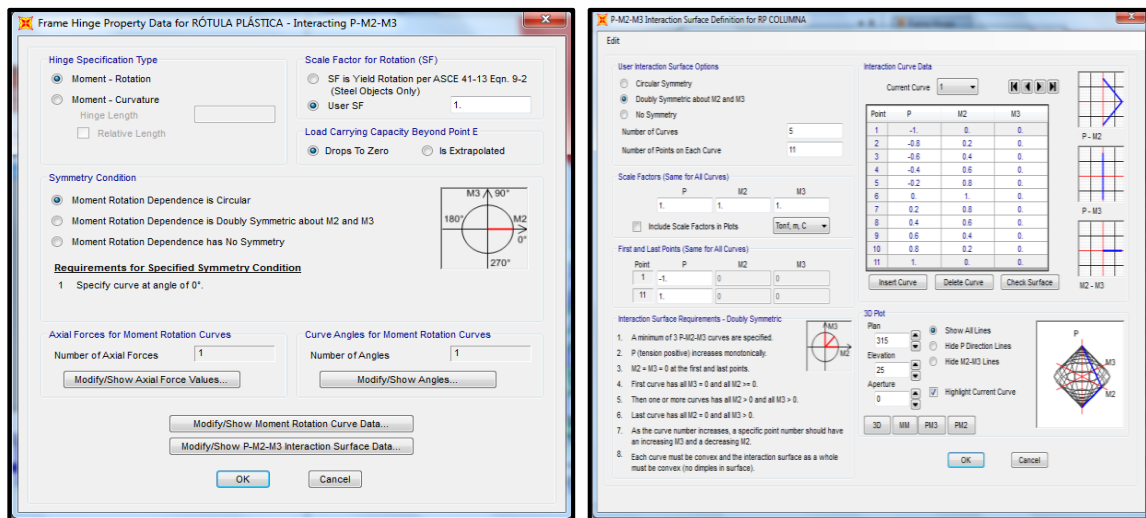 Frame Hinge Property Data for RÓTULA PLÁSTICA - Interacting P-M2-M3
Hinge Specification Type
Moment - Rotation
Moment - Curvature
Hinge Length
Relative Length
Scale Factor for Rotation (SF)
SF is Yield Rotation per ASCE 41-13 Eqn. 9-2
(Steel Objects Only)
User SF 1.
Load Carrying Capacity Beyond Point E
Drops To Zero Is Extrapolated
Symmetry Condition
Moment Rotation Dependence is Circular
Moment Rotation Dependence is Doubly Symmetric about M2 and M3
Moment Rotation Dependence has No Symmetry
M3 90°
180° M2
0°
270°
Requirements for Specified Symmetry Condition
1 Specify curve at angle of 0°.
Axial Forces for Moment Rotation Curves
Number of Axial Forces 1
Modify/Show Axial Force Values...
Curve Angles for Moment Rotation Curves
Number of Angles 1
Modify/Show Angles...
Modify/Show Moment Rotation Curve Data...
Modify/Show P-M2-M3 Interaction Surface Data...
OK Cancel
P-M2-M3 Interaction Surface Definition for RP COLUMNA
Edit
User Interaction Surface Options
Circular Symmetry
Doubly Symmetric about M2 and M3
No Symmetry
Number of Curves 5
Number of Points on Each Curve 11
Scale Factors (Same for All Curves)
P M2 M3
1. 1. 1.
Include Scale Factors in Plots Tonf, m, C
First and Last Points (Same for All Curves)
Point P M2 M3
1 -1. 0 0
11 1. 0 0
Interaction Surface Requirements - Doubly Symmetric
1. A minimum of 3 P-M2-M3 curves are specified.
2. P (tension positive) increases monotonically.
3. M2 = M3 = 0 at the first and last points.
4. First curve has all M3 = 0 and all M2 >= 0.
5. Then one or more curves has all M2 > 0 and all M3 > 0.
6. Last curve has all M2 = 0 and all M3 > 0.
7. As the curve number increases, a specific point number should have
an increasing M3 and a decreasing M2.
8. Each curve must be convex and the interaction surface as a whole
must be convex (no dimples in surface).
M3
M2
Interaction Curve Data
Current Curve 1
Point P M2 M3
1 -1. 0. 0.
2 -0.8 0.2 0.
3 -0.6 0.4 0.
4 -0.4 0.6 0.
5 -0.2 0.8 0.
6 0. 1. 0.
7 0.2 0.8 0.
8 0.4 0.6 0.
9 0.6 0.4 0.
10 0.8 0.2 0.
11 1. 0. 0.
Insert Curve Delete Curve Check Surface
P - M2
P - M3
M2 - M3
3D Plot
Plan
315
Elevation
25
Aperture
0
Show All Lines
Hide P Direction Lines
Hide M2-M3 Lines
Highlight Current Curve
3D MM PM3 PM2
P
M3
M2
OK Cancel